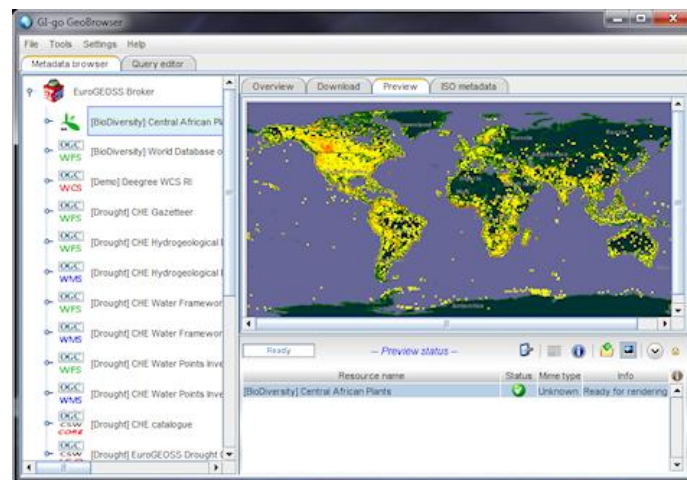 GI-go GeoBrowser
File Tools Settings Help
Metadata browser Query editor
EuroGEOSS Broker
[BioDiversity] Central African Pl
OGC WFS [BioDiversity] World Database o
OGC WCS [Demo] Deegree WCS RI
OGC WFS [Drought] CHE Gazetteer
OGC WFS [Drought] CHE Hydrogeological
OGC WMS [Drought] CHE Hydrogeological
OGC WFS [Drought] CHE Water Framewor
OGC WMS [Drought] CHE Water Framewor
OGC WFS [Drought] CHE Water Points Inve
OGC WMS [Drought] CHE Water Points Inve
OGC CSW CORE [Drought] CHE catalogue
OGC CSW [Drought] EuroGEOSS Drought
Overview Download Preview ISO metadata
Ready -- Preview status --
Resource name Status Mime type Info
[BioDiversity] Central African Plants Unknown Ready for rendering